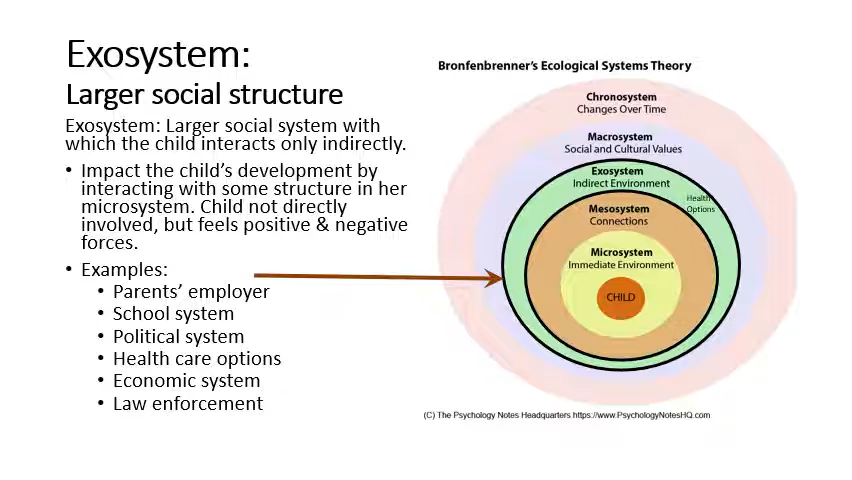 Exosystem:
Larger social structure
Exosystem: Larger social system with
which the child interacts only indirectly.
• Impact the child's development by
interacting with some structure in her
microsystem. Child not directly
involved, but feels positive & negative
forces.
• Examples:
• Parents' employer
• School system
• Political system
• Health care options
• Economic system
• Law enforcement
Bronfenbrenner's Ecological Systems Theory
Chronosystem
Changes Over Time
Macrosystem
Social and Cultural Values
Exosystem
Indirect Environment
Health
Options
Mesosystem
Connections
Microsystem
Immediate Environment
CHILD
(C) The Psychology Notes Headquarters https://www.PsychologyNotesHQ.com